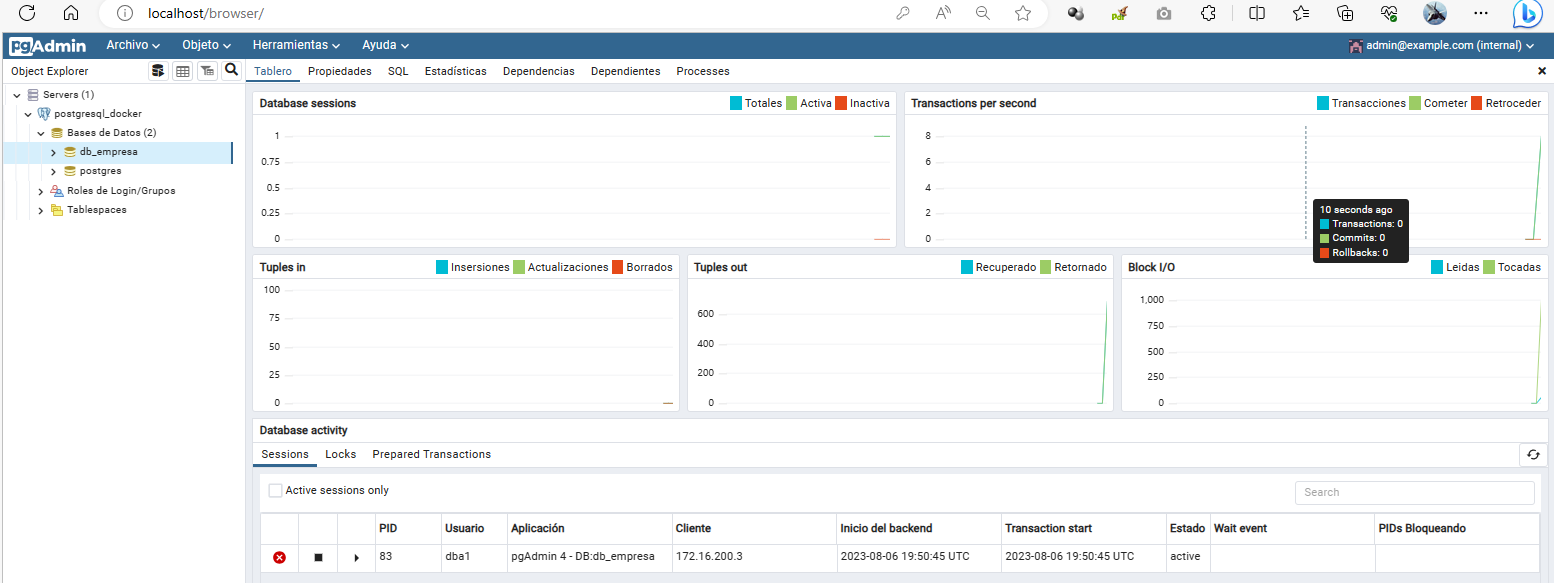 localhost/browser/
pgAdmin Archivo Objeto Herramientas Ayuda admin@example.com (internal)
Object Explorer
Tablero Propiedades SQL Estadísticas Dependencias Dependientes Processes
Servers (1)
postgresql_docker
Bases de Datos (2)
db_empresa
postgres
Roles de Login/Grupos
Tablespaces
Database sessions Totales Activa Inactiva
1
0.75
0.5
0.25
0
Transactions per second Transacciones Cometer Retroceder
8
6
4
2
0
10 seconds ago
Transactions: 0
Commits: 0
Rollbacks: 0
Tuples in Insersiones Actualizaciones Borrados
100
75
50
25
0
Tuples out Recuperado Retornado
600
400
200
0
Block I/O Leidas Tocadas
1,000
750
500
250
0
Database activity
Sessions Locks Prepared Transactions
Active sessions only
Search
PID Usuario Aplicación Cliente Inicio del backend Transaction start Estado Wait event PIDs Bloqueando
83 dba1 pgAdmin 4 - DB:db_empresa 172.16.200.3 2023-08-06 19:50:45 UTC 2023-08-06 19:50:45 UTC active